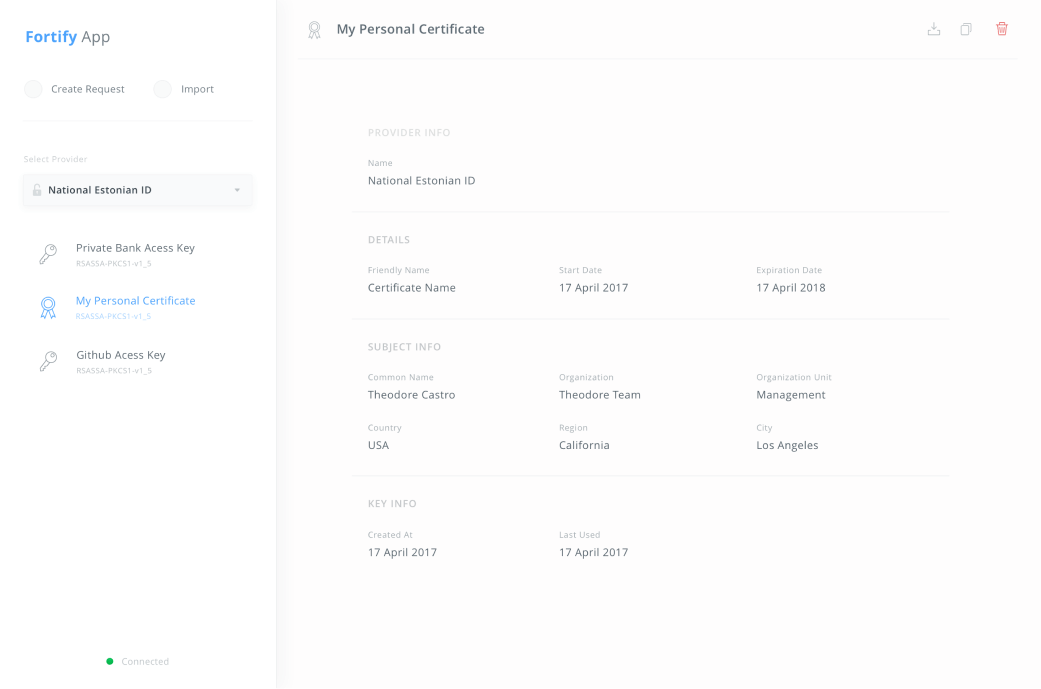 Fortify App
Create Request Import
Select Provider
National Estonian ID
Private Bank Acess Key
RSASSA-PKCS1-v1_5
My Personal Certificate
RSASSA-PKCS1-v1_5
Github Acess Key
RSASSA-PKCS1-v1_5
Connected
My Personal Certificate
PROVIDER INFO
Name
National Estonian ID
DETAILS
Friendly Name Start Date Expiration Date
Certificate Name 17 April 2017 17 April 2018
SUBJECT INFO
Common Name Organization Organization Unit
Theodore Castro Theodore Team Management
Country Region City
USA California Los Angeles
KEY INFO
Created At Last Used
17 April 2017 17 April 2017